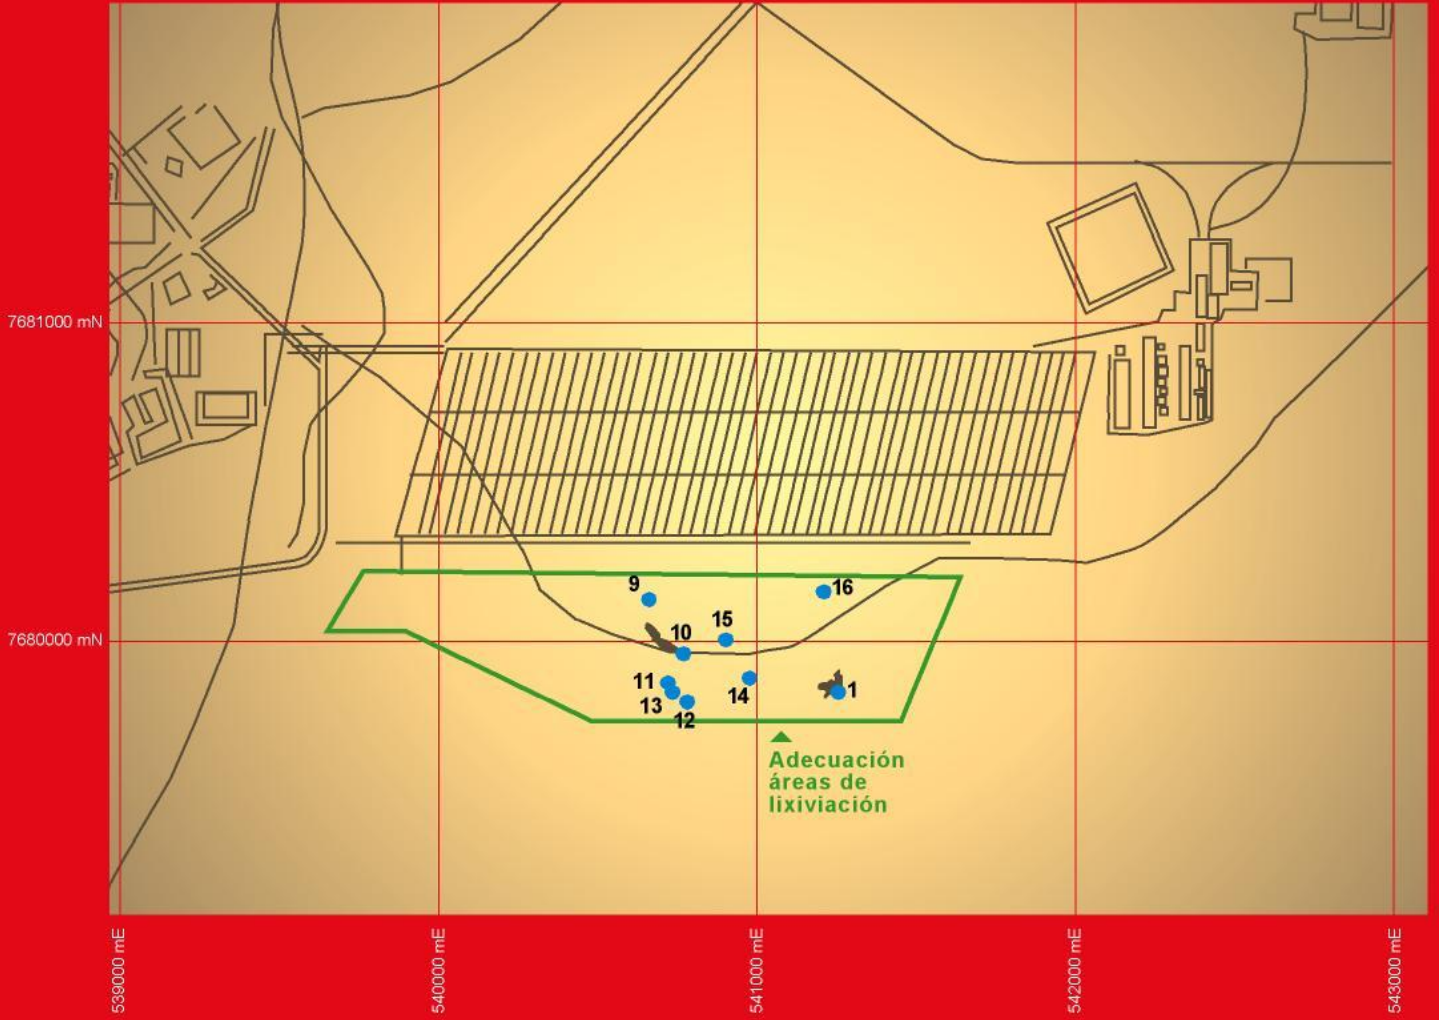 7681000 mN
9
16
15
7680000 mN
10
11
1
14
13
12
Adecuación
áreas de
lixiviación
539000 mE
540000 mE
541000 mE
542000 mE
543000 mE